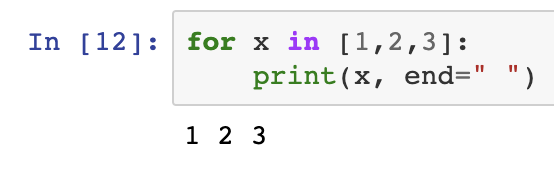 In [12]: for x in [1,2,3]:
    print(x, end=" ")
1 2 3